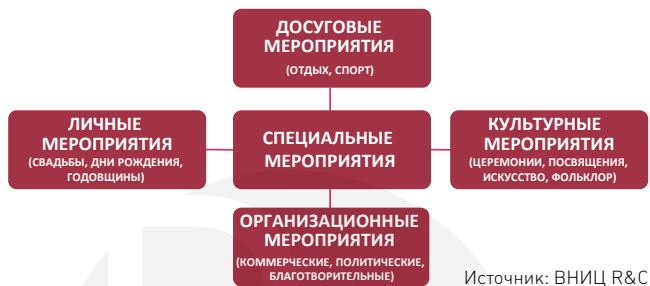 ДОСУГОВЫЕ
МЕРОПРИЯТИЯ
(ОТДЫХ, СПОРТ)
ЛИЧНЫЕ
МЕРОПРИЯТИЯ
(СВАДЬБЫ, ДНИ РОЖДЕНИЯ,
ГОДОВЩИНЫ)
СПЕЦИАЛЬНЫЕ
МЕРОПРИЯТИЯ
КУЛЬТУРНЫЕ
МЕРОПРИЯТИЯ
(ЦЕРЕМОНИИ, ПОСВЯЩЕНИЯ,
ИСКУССТВО, ФОЛЬКЛОР)
ОРГАНИЗАЦИОННЫЕ
МЕРОПРИЯТИЯ
(КОММЕРЧЕСКИЕ, ПОЛИТИЧЕСКИЕ,
БЛАГОТВОРИТЕЛЬНЫЕ)
Источник: ВНИЦ R&C